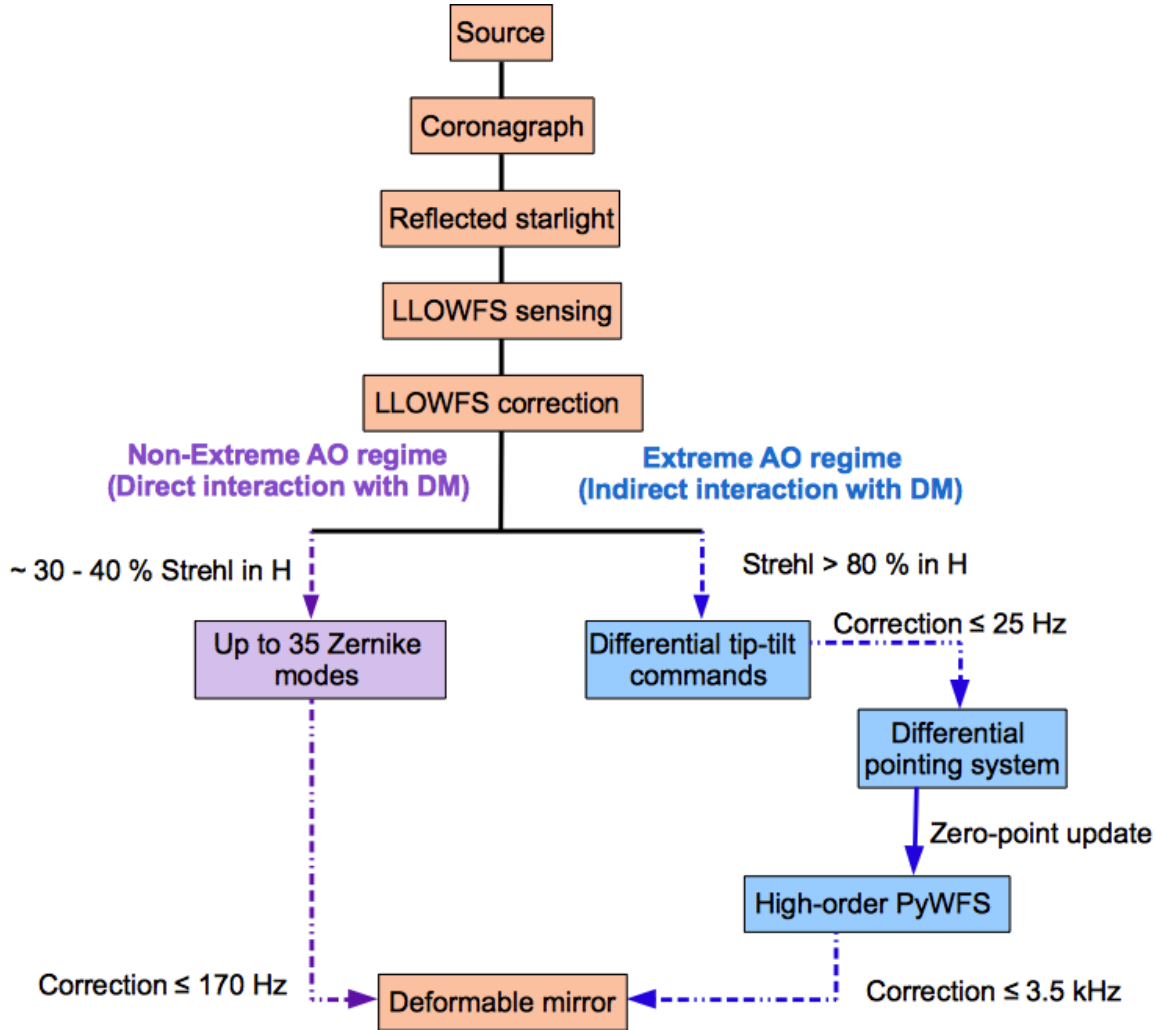 Source
Coronagraph
Reflected starlight
LLOWFS sensing
LLOWFS correction
Non-Extreme AO regime
(Direct interaction with DM)
Extreme AO regime
(Indirect interaction with DM)
~ 30 - 40 % Strehl in H
Strehl > 80 % in H
Up to 35 Zernike
modes
Differential tip-tilt
commands
Correction ≤ 25 Hz
Differential
pointing system
Zero-point update
High-order PyWFS
Correction ≤ 170 Hz
Deformable mirror
Correction ≤ 3.5 kHz